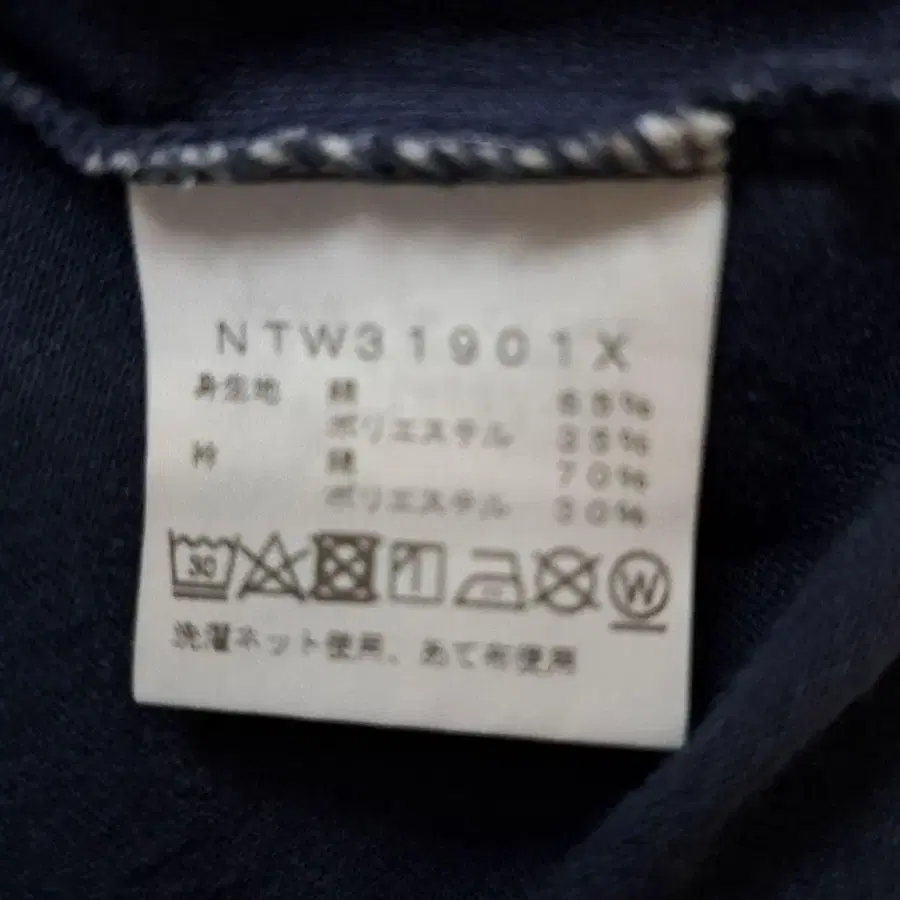 NTW31901X
身生地 綿 65%
ポリエステル 35%
衿 綿 70%
ポリエステル 30%
30
W
洗濯ネット使用、あて布使用